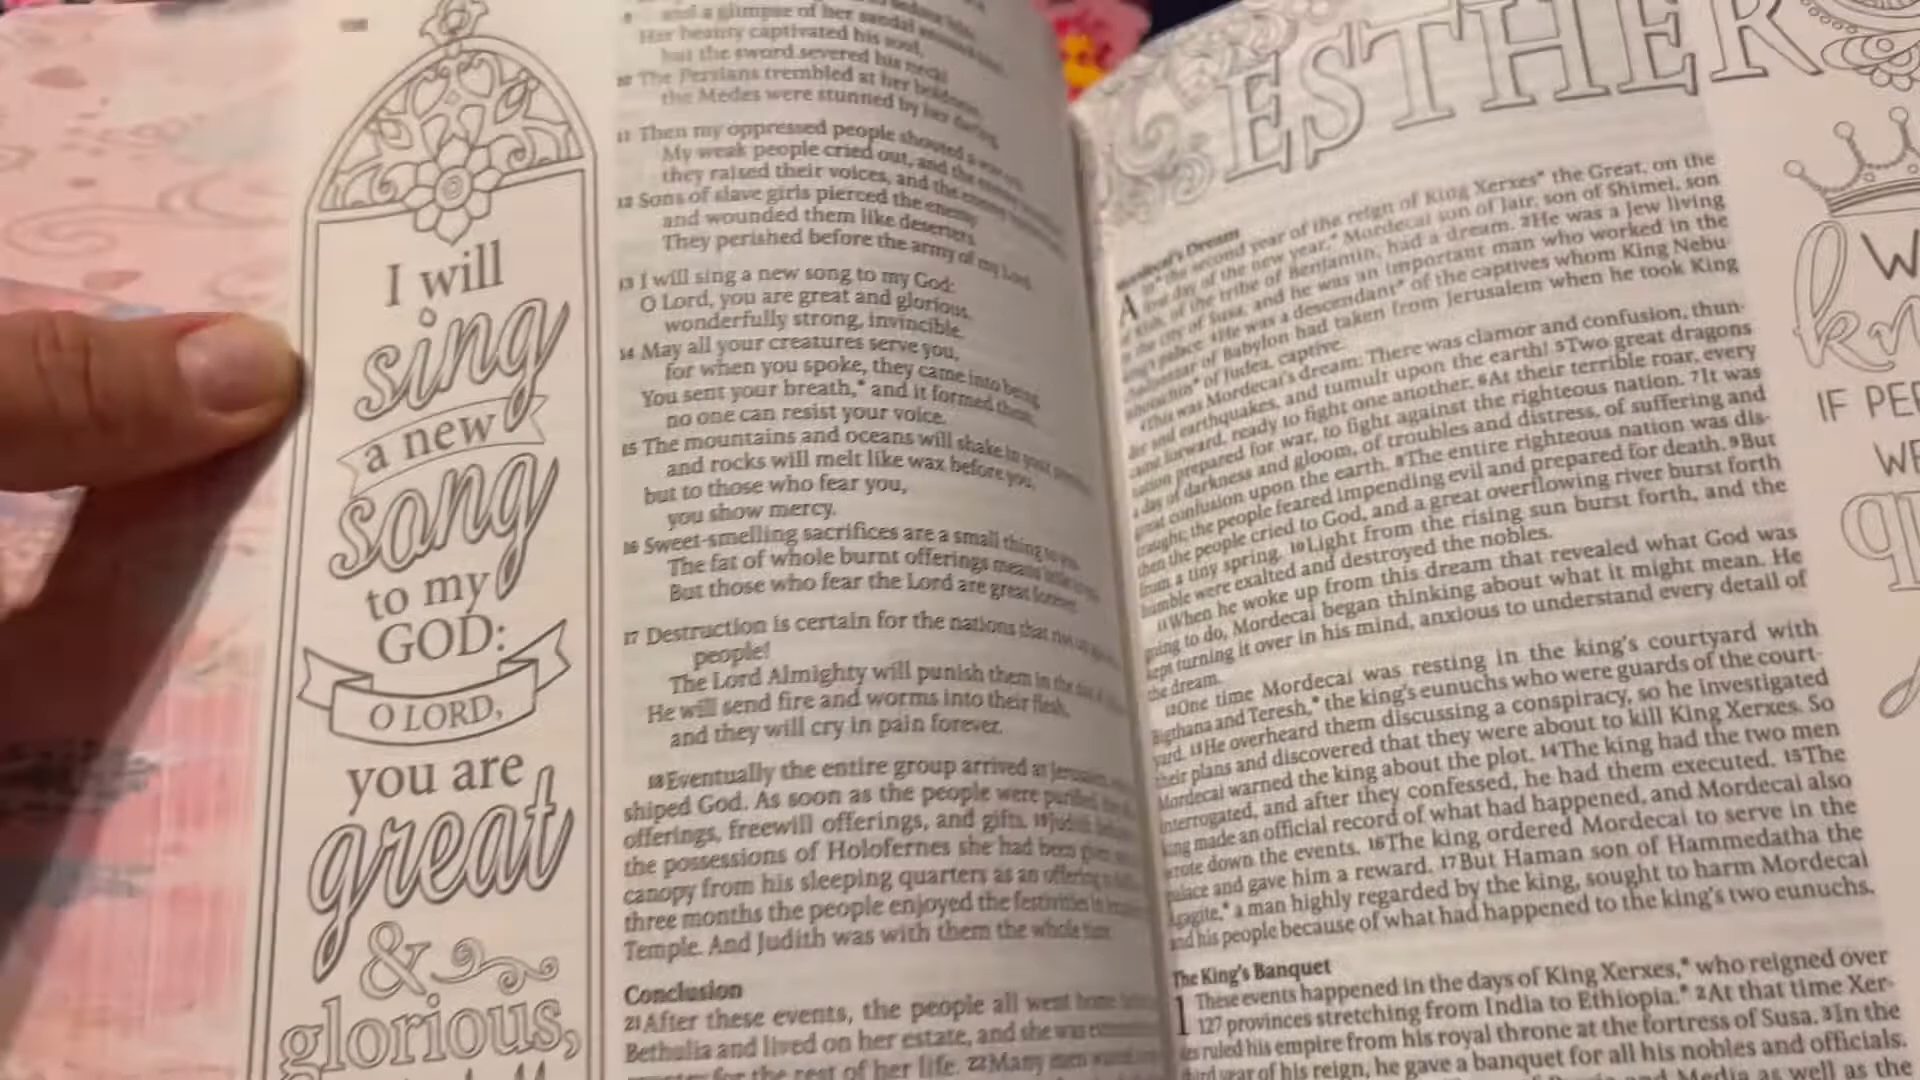 I will
sing
a new
song
to my
GOD:
O LORD,
you are
great
&
glorious,
9 and a glimpse of her sandal
Her beauty captivated his soul,
but the sword severed his neck!
10 The Persians trembled at her boldness,
the Medes were stunned by her daring.
11 Then my oppressed people shouted
My weak people cried out, and the enemy
they raised their voices, and the enemy
12 Sons of slave girls pierced the enemy
and wounded them like deserters.
They perished before the army of my Lord.
13 I will sing a new song to my God:
O Lord, you are great and glorious,
wonderfully strong, invincible.
14 May all your creatures serve you,
for when you spoke, they came into being.
You sent your breath,* and it formed them;
no one can resist your voice.
15 The mountains and oceans will shake in your
and rocks will melt like wax before you,
but to those who fear you,
you show mercy.
16 Sweet-smelling sacrifices are a small thing to you.
The fat of whole burnt offerings means little to you.
But those who fear the Lord are great forever.
17 Destruction is certain for the nations that rise up
people!
The Lord Almighty will punish them in the
He will send fire and worms into their flesh,
and they will cry in pain forever.
18 Eventually the entire group arrived at Jerusalem,
shiped God. As soon as the people were purified,
offerings, freewill offerings, and gifts. 19 Judith
the possessions of Holofernes she had been given
canopy from his sleeping quarters as an offering
three months the people enjoyed the festivities in
Temple. And Judith was with them the whole time.
Conclusion
21 After these events, the people all went home
Bethulia and lived on her estate, and she was
for the rest of her life. 22 Many men
ESTHER
Mordecai's Dream
A In the second year of the reign of King Xerxes* the Great, on the
first day of the new year,* Mordecai son of Jair, son of Shimei, son
of Kish, of the tribe of Benjamin, had a dream. 2 He was a Jew living
in the city of Susa, and he was an important man who worked in the
king's palace. 3 He was a descendant* of the captives whom King Nebu-
chadnezzar of Babylon had taken from Jerusalem when he took King
of Judea, captive.
4 This was Mordecai's dream: There was clamor and confusion, thun-
der and earthquakes, and tumult upon the earth! 5 Two great dragons
came forward, ready to fight one another. 6 At their terrible roar, every
nation prepared for war, to fight against the righteous nation. 7 It was
a day of darkness and gloom, of troubles and distress, of suffering and
great confusion upon the earth. 8 The entire righteous nation was dis-
traught; the people feared impending evil and prepared for death. 9 But
then the people cried to God, and a great overflowing river burst forth
from a tiny spring. 10 Light from the rising sun burst forth, and the
humble were exalted and destroyed the nobles.
11 When he woke up from this dream that revealed what God was
going to do, Mordecai began thinking about what it might mean. He
kept turning it over in his mind, anxious to understand every detail of
the dream.
12 One time Mordecai was resting in the king's courtyard with
Bigthana and Teresh,* the king's eunuchs who were guards of the court-
yard. 13 He overheard them discussing a conspiracy, so he investigated
their plans and discovered that they were about to kill King Xerxes. So
Mordecai warned the king about the plot. 14 The king had the two men
interrogated, and after they confessed, he had them executed. 15 The
king made an official record of what had happened, and Mordecai also
wrote down the events. 16 The king ordered Mordecai to serve in the
palace and gave him a reward. 17 But Haman son of Hammedatha the
Agagite,* a man highly regarded by the king, sought to harm Mordecai
and his people because of what had happened to the king's two eunuchs.
The King's Banquet
1 These events happened in the days of King Xerxes,* who reigned over
127 provinces stretching from India to Ethiopia.* 2 At that time Xer-
xes ruled his empire from his royal throne at the fortress of Susa. 3 In the
third year of his reign, he gave a banquet for all his nobles and officials.
and Media as well as the
W
kn
IF PER
WE